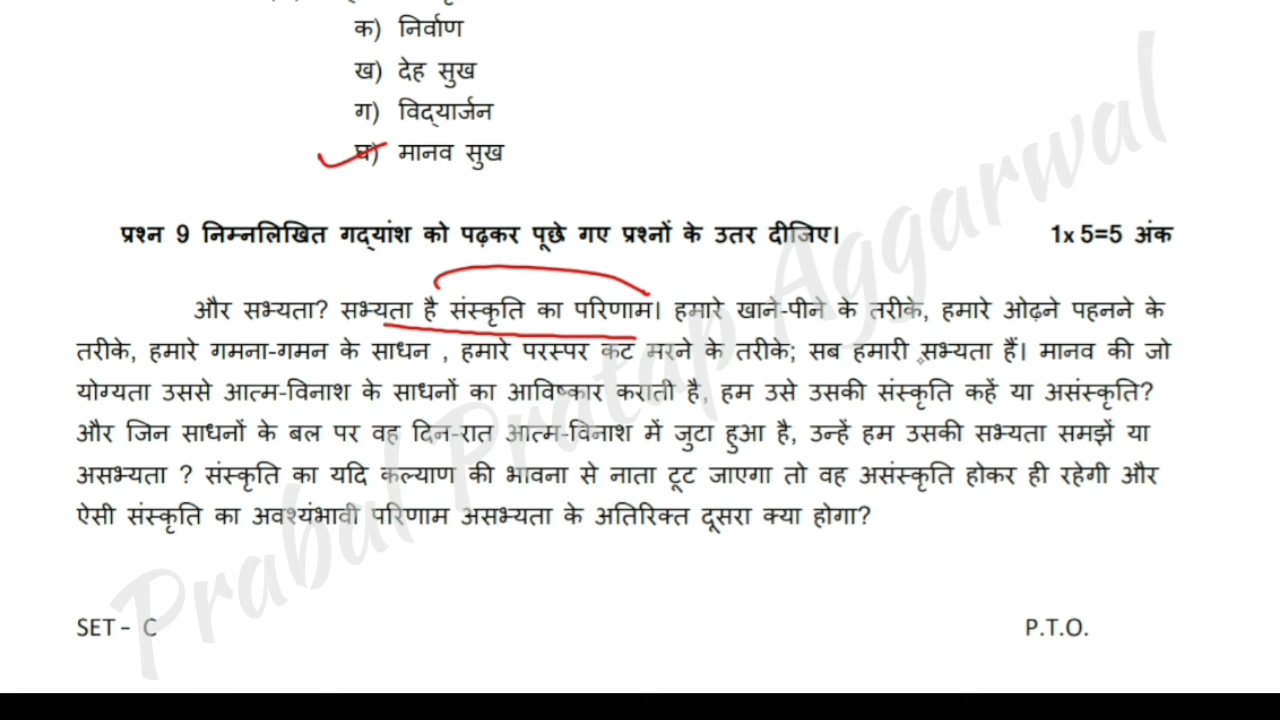 क) निर्वाण
ख) देह सुख
ग) विद्यार्जन
घ) मानव सुख
प्रश्न 9 निम्नलिखित गद्यांश को पढ़कर पूछे गए प्रश्नों के उतर दीजिए। 1x 5=5 अंक
और सभ्यता? सभ्यता है संस्कृति का परिणाम। हमारे खाने-पीने के तरीके, हमारे ओढ़ने पहनने के
तरीके, हमारे गमना-गमन के साधन , हमारे परस्पर कट मरने के तरीके; सब हमारी सभ्यता हैं। मानव की जो
योग्यता उससे आत्म-विनाश के साधनों का आविष्कार कराती है, हम उसे उसकी संस्कृति कहें या असंस्कृति?
और जिन साधनों के बल पर वह दिन-रात आत्म-विनाश में जुटा हुआ है, उन्हें हम उसकी सभ्यता समझें या
असभ्यता ? संस्कृति का यदि कल्याण की भावना से नाता टूट जाएगा तो वह असंस्कृति होकर ही रहेगी और
ऐसी संस्कृति का अवश्यंभावी परिणाम असभ्यता के अतिरिक्त दूसरा क्या होगा?
SET - C P.T.O.
Prabul Pratap Aggarwal